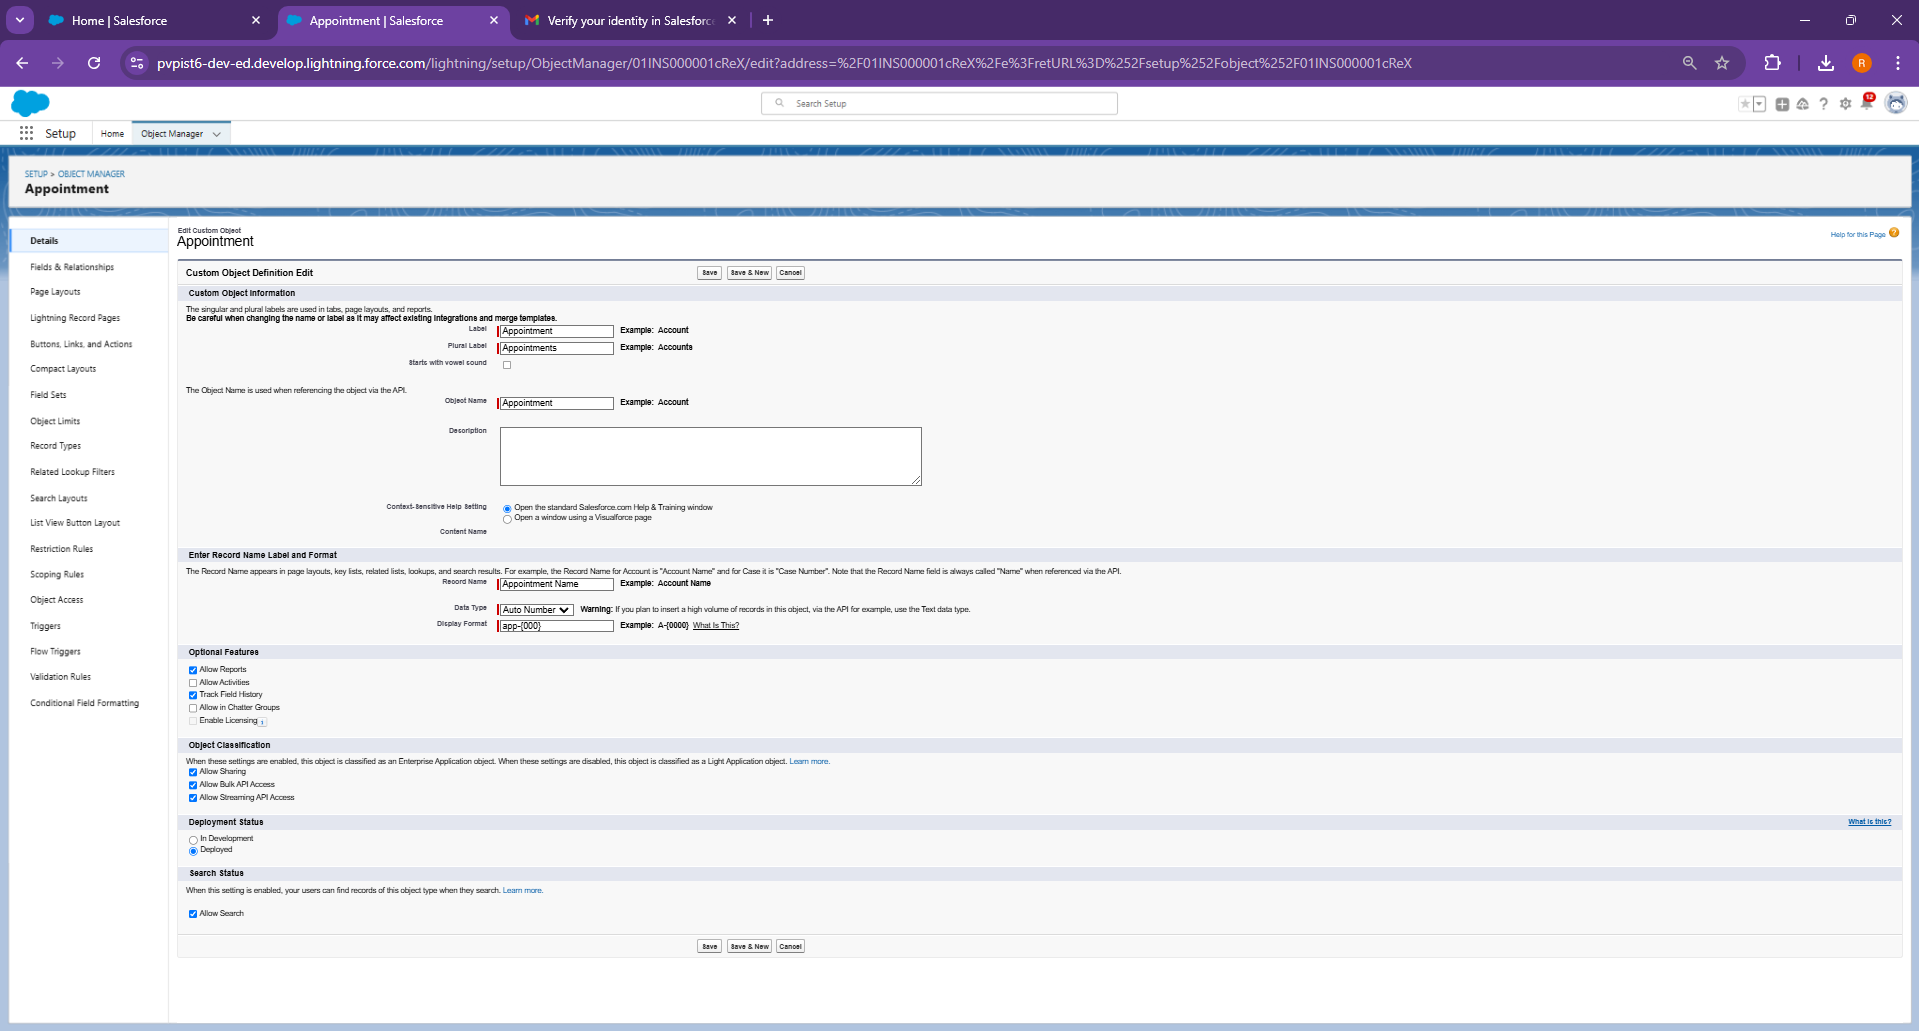 Home | Salesforce
Appointment | Salesforce
Verify your identity in Salesforc
pvpist6-dev-ed.develop.lightning.force.com/lightning/setup/ObjectManager/01INS000001cReX/edit?address=%2F01INS000001cReX%2Fe%3FretURL%3D%252Fsetup%252Fobject%252F01INS000001cReX
R
Search Setup
12
Setup
Home
Object Manager
SETUP > OBJECT MANAGER
Appointment
Details
Fields & Relationships
Page Layouts
Lightning Record Pages
Buttons, Links, and Actions
Compact Layouts
Field Sets
Object Limits
Record Types
Related Lookup Filters
Search Layouts
List View Button Layout
Restriction Rules
Scoping Rules
Object Access
Triggers
Flow Triggers
Validation Rules
Conditional Field Formatting
Edit Custom Object
Appointment
Help for this Page ?
Custom Object Definition Edit Save Save & New Cancel
Custom Object Information
The singular and plural labels are used in tabs, page layouts, and reports.
Be careful when changing the name or label as it may affect existing integrations and merge templates.
Label Appointment Example: Account
Plural Label Appointments Example: Accounts
Starts with vowel sound
The Object Name is used when referencing the object via the API.
Object Name Appointment Example: Account
Description
Context-Sensitive Help Setting Open the standard Salesforce.com Help & Training window
Open a window using a Visualforce page
Content Name
Enter Record Name Label and Format
The Record Name appears in page layouts, key lists, related lists, lookups, and search results. For example, the Record Name for Account is "Account Name" and for Case it is "Case Number". Note that the Record Name field is always called "Name" when referenced via the API.
Record Name Appointment Name Example: Account Name
Data Type Auto Number Warning: If you plan to insert a high volume of records in this object, via the API for example, use the Text data type.
Display Format app-{000} Example: A-{0000} What Is This?
Optional Features
Allow Reports
Allow Activities
Track Field History
Allow in Chatter Groups
Enable Licensing i
Object Classification
When these settings are enabled, this object is classified as an Enterprise Application object. When these settings are disabled, this object is classified as a Light Application object. Learn more.
Allow Sharing
Allow Bulk API Access
Allow Streaming API Access
Deployment Status What is this?
In Development
Deployed
Search Status
When this setting is enabled, your users can find records of this object type when they search. Learn more.
Allow Search
Save Save & New Cancel